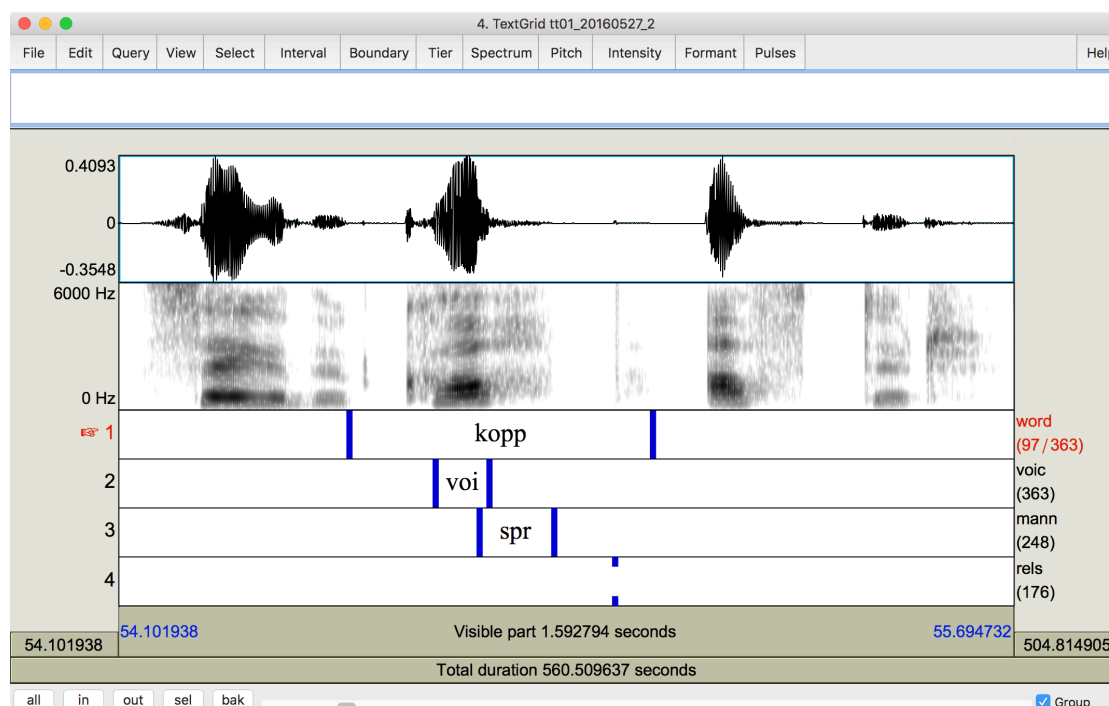 4. TextGrid tt01_20160527_2
File Edit Query View Select Interval Boundary Tier Spectrum Pitch Intensity Formant Pulses Help
0.4093
0
-0.3548
6000 Hz
0 Hz
☞ 1 kopp word
(97/363)
2 voi voic
(363)
3 spr mann
(248)
4 rels
(176)
54.101938 Visible part 1.592794 seconds 55.694732
54.101938 504.814905
Total duration 560.509637 seconds
all in out sel bak Group